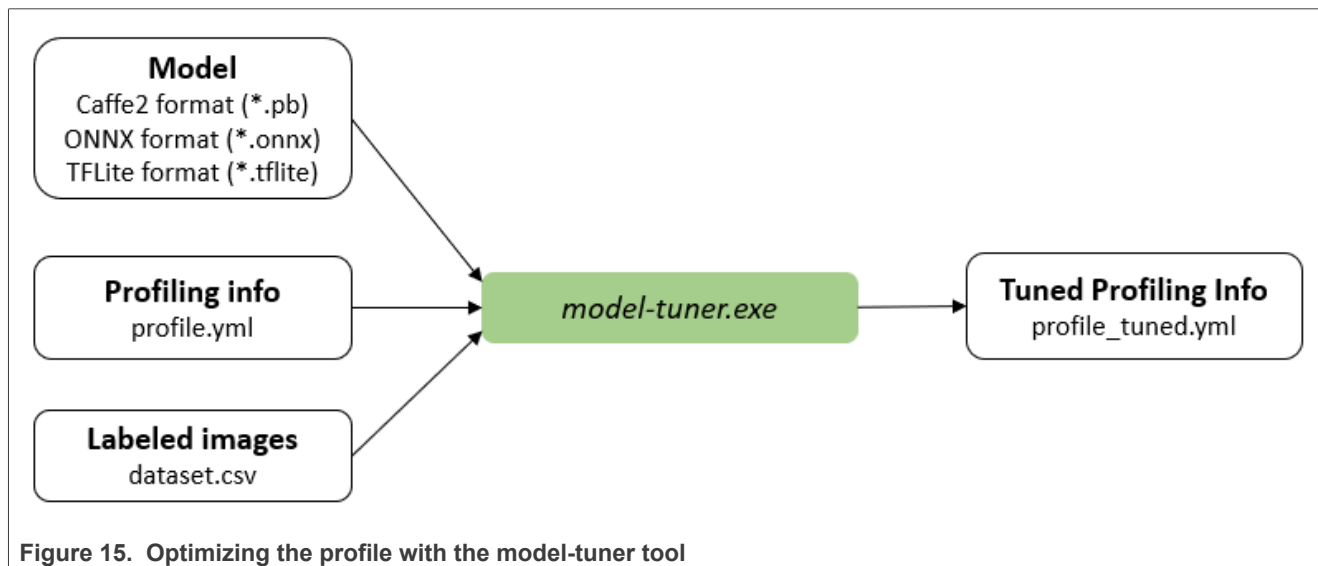 Model
Caffe2 format (*.pb)
ONNX format (*.onnx)
TFLite format (*.tflite)
Profiling info
profile.yml
Labeled images
dataset.csv
model-tuner.exe
Tuned Profiling Info
profile_tuned.yml
Figure 15. Optimizing the profile with the model-tuner tool